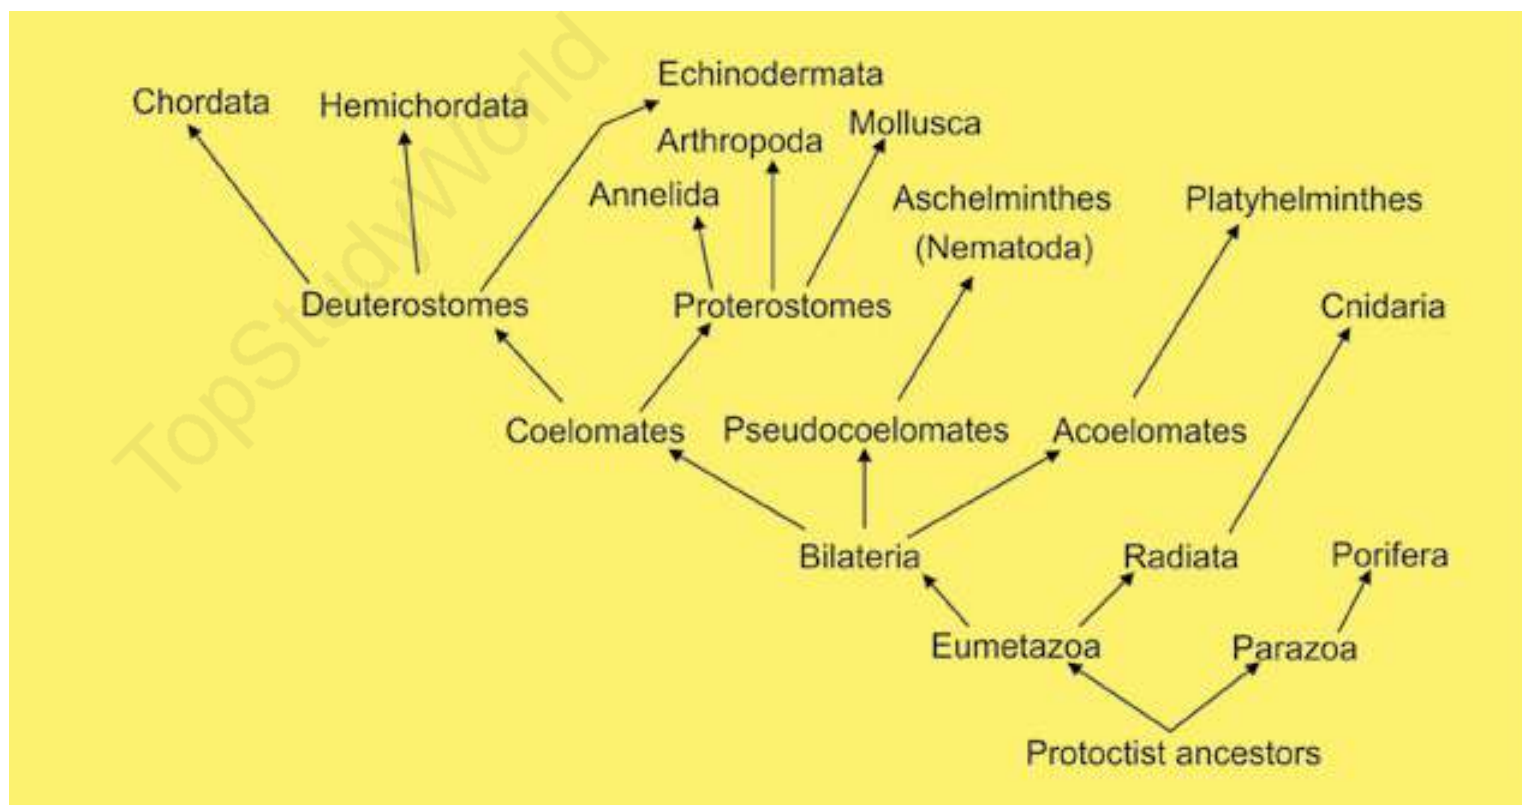 Echinodermata
Chordata
Hemichordata
Mollusca
Arthropoda
Annelida
Aschelminthes
(Nematoda)
Platyhelminthes
Deuterostomes
Proterostomes
Cnidaria
Coelomates
Pseudocoelomates
Acoelomates
Bilateria
Radiata
Porifera
Eumetazoa
Parazoa
Protoctist ancestors
TopStudyWorld